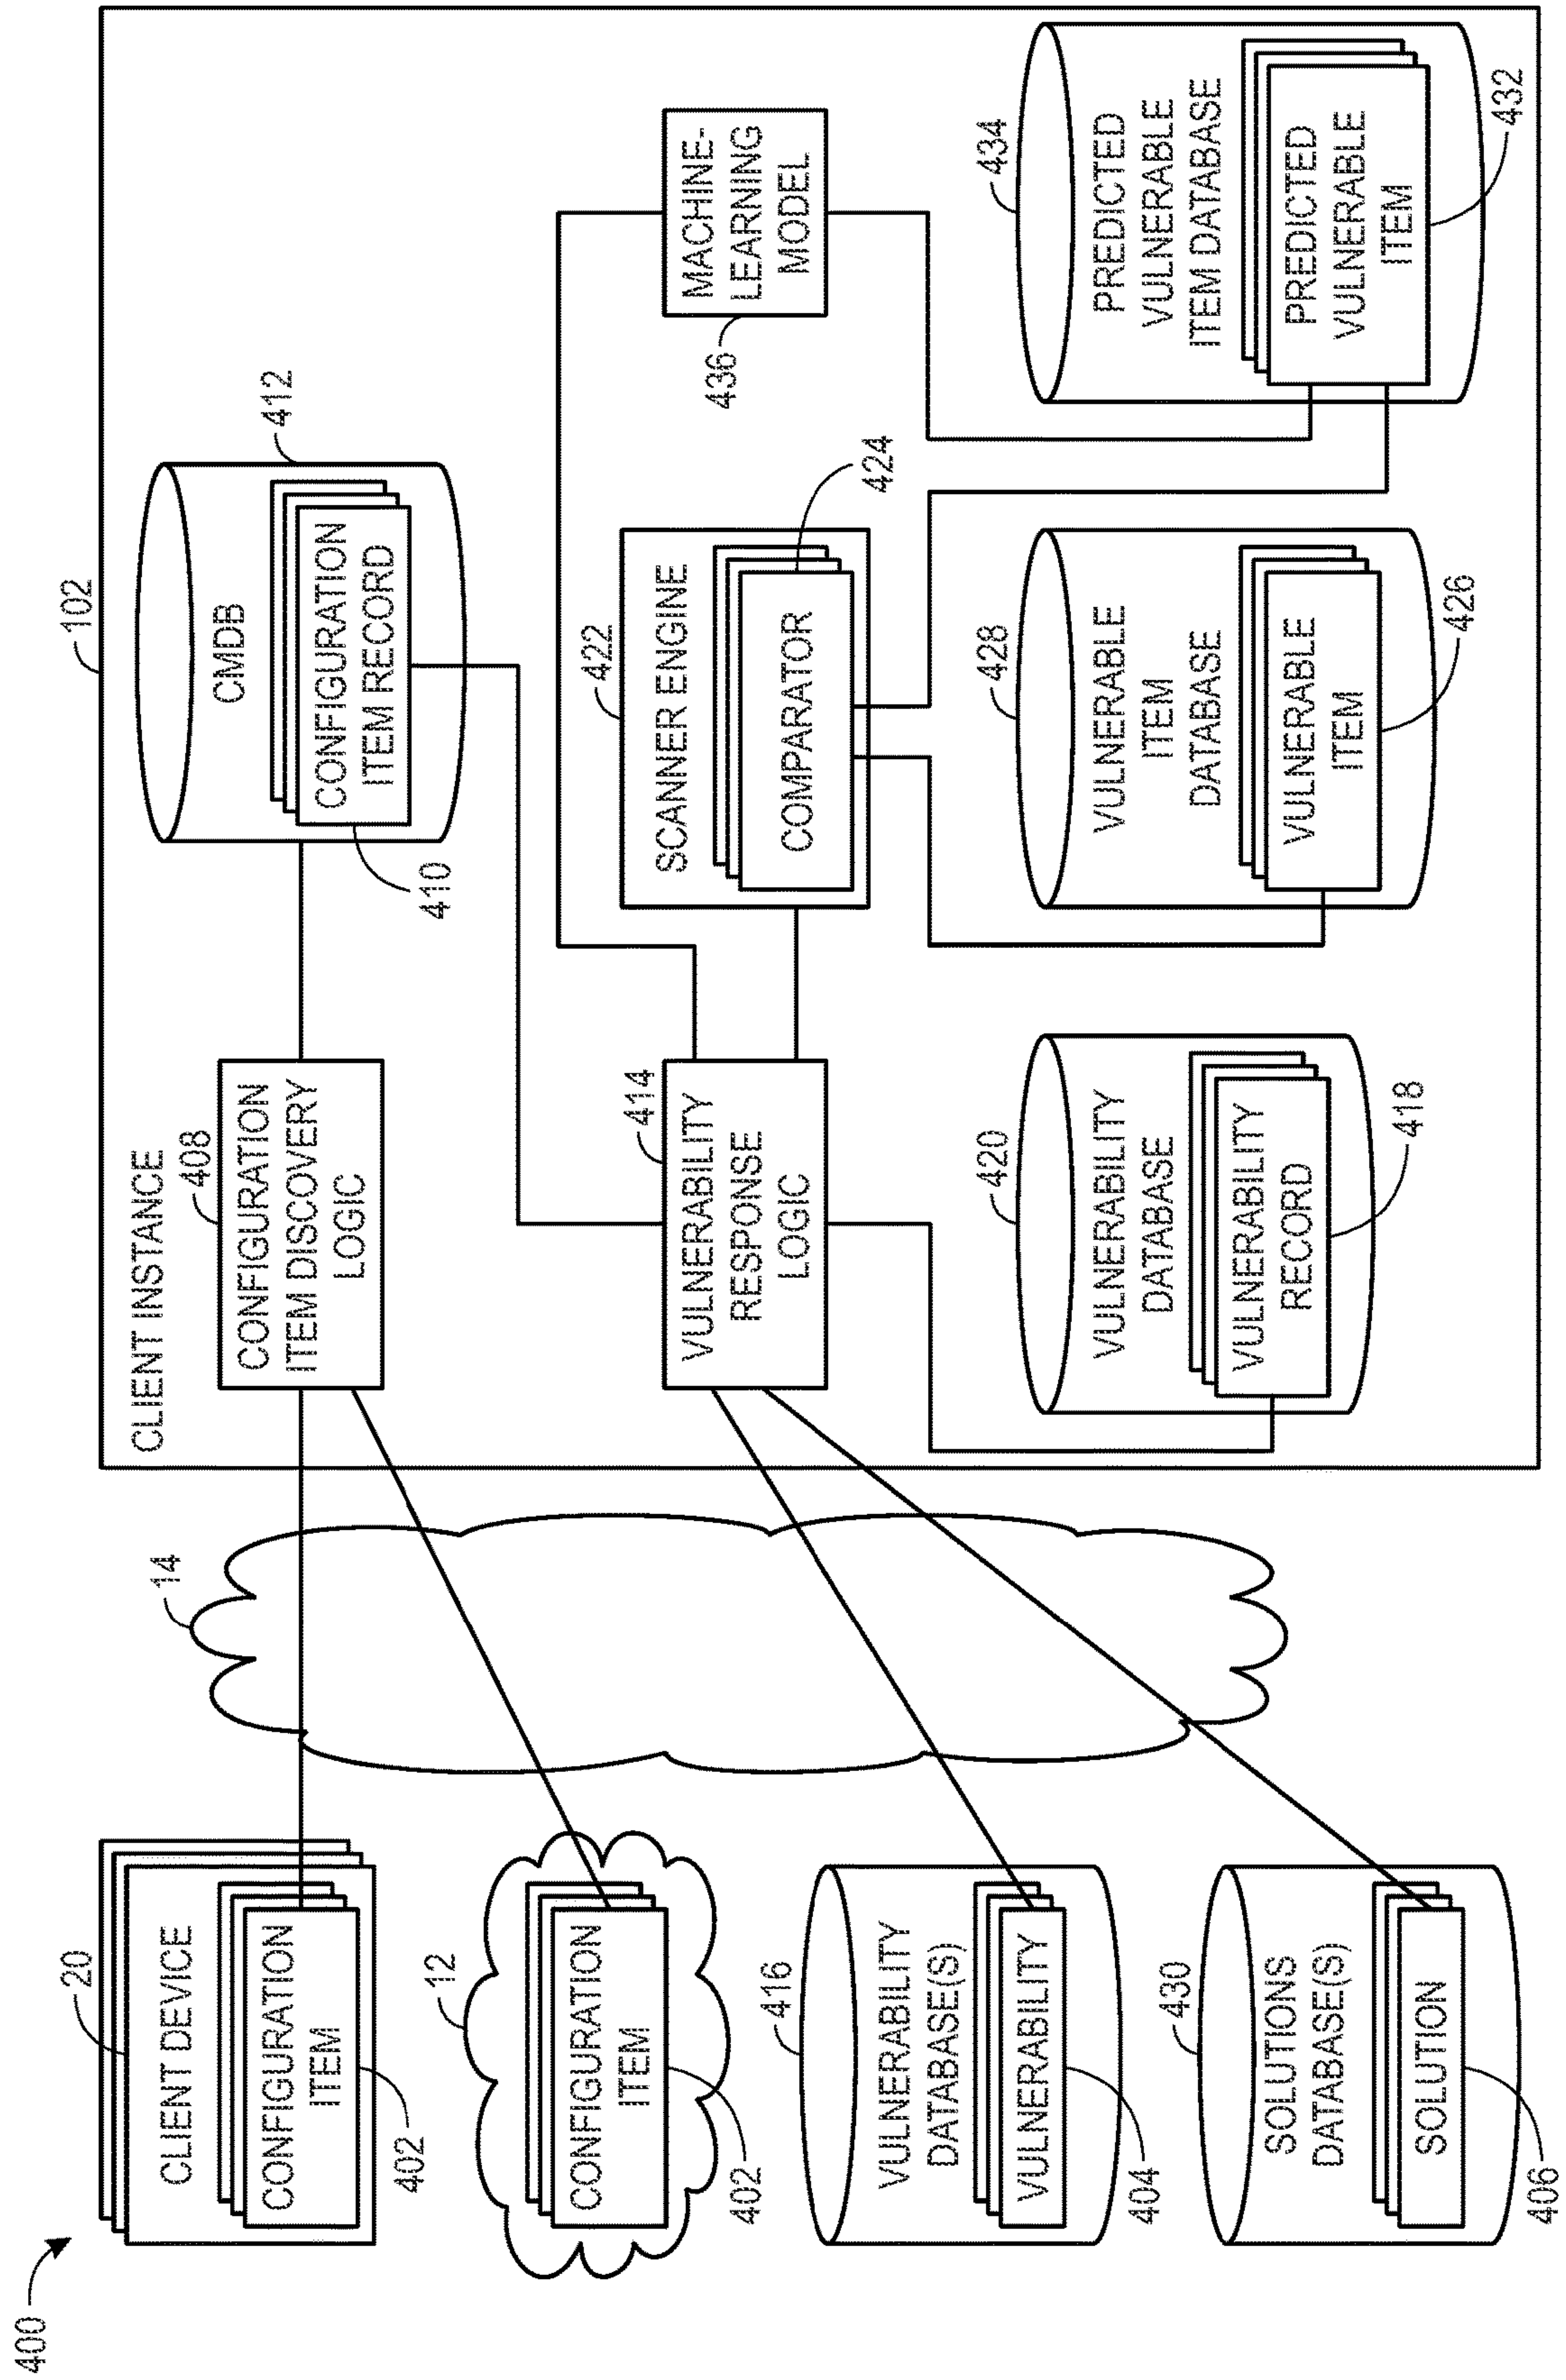 400
20
CLIENT DEVICE
CONFIGURATION
ITEM
402
12
CONFIGURATION
ITEM
402
416
VULNERABILITY
DATABASE(S)
VULNERABILITY
404
430
SOLUTIONS
DATABASE(S)
SOLUTION
406
14
102
CLIENT INSTANCE
408
CONFIGURATION
ITEM DISCOVERY
LOGIC
CMDB
412
CONFIGURATION
ITEM RECORD
410
414
VULNERABILITY
RESPONSE
LOGIC
422
SCANNER ENGINE
COMPARATOR
424
MACHINE-
LEARNING
MODEL
436
420
VULNERABILITY
DATABASE
VULNERABILITY
RECORD
418
428
VULNERABLE
ITEM
DATABASE
VULNERABLE
ITEM
426
434
PREDICTED
VULNERABLE
ITEM DATABASE
PREDICTED
VULNERABLE
ITEM
432